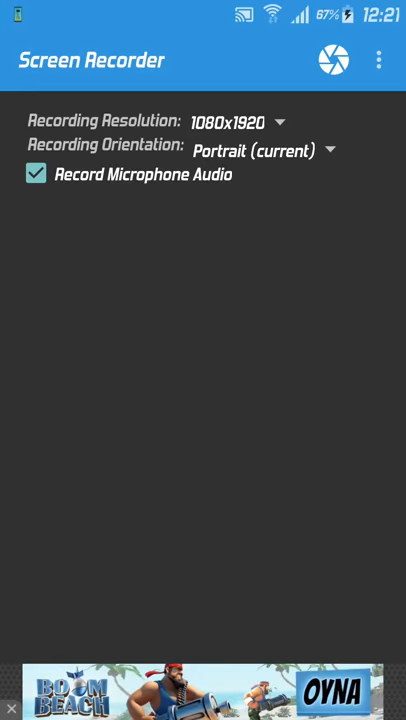 67% 12:21
Screen Recorder
Recording Resolution: 1080x1920
Recording Orientation: Portrait (current)
Record Microphone Audio
BOOM BEACH
OYNA